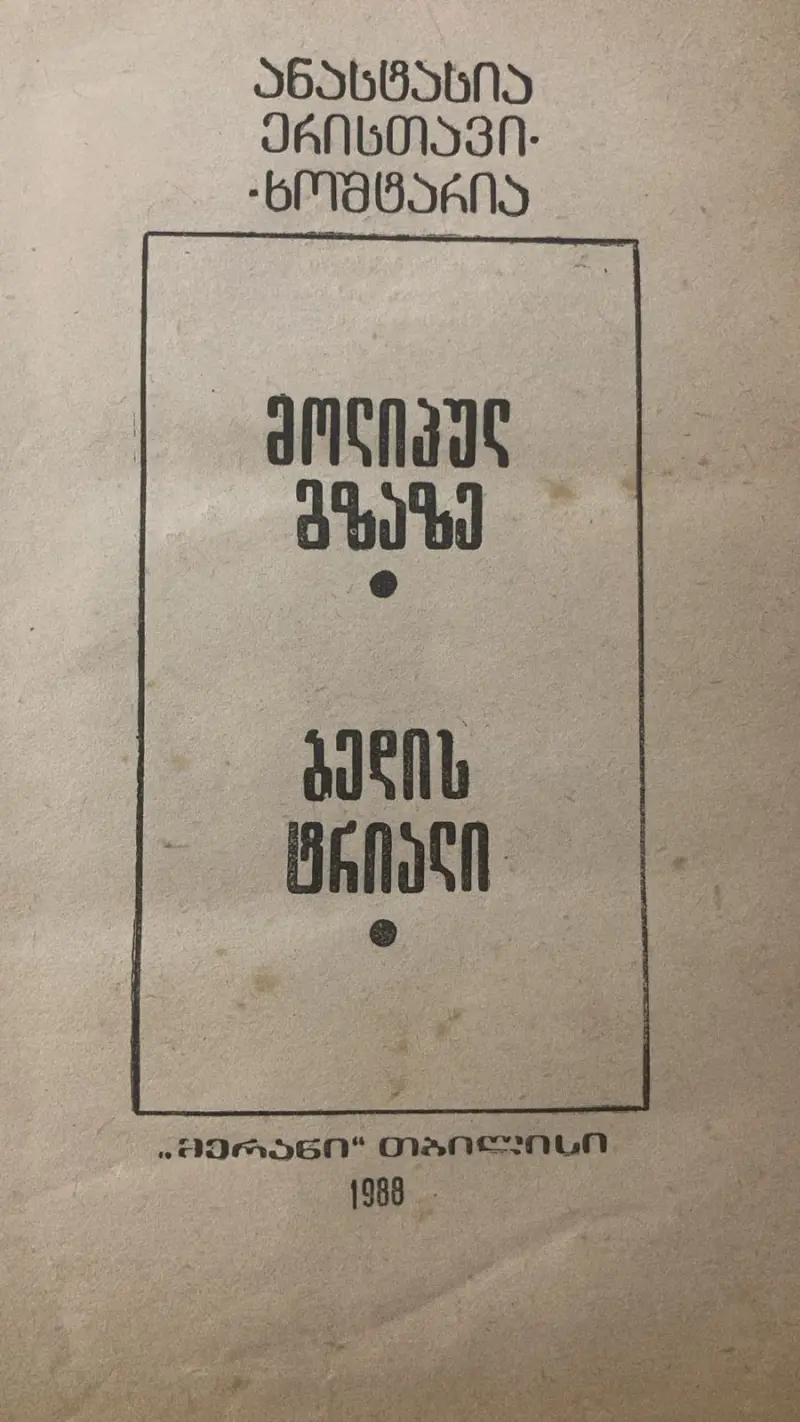 ანასტასია
ერისთავი-
-ხოშტარია
მოლიპულ
გზაზე
•
ბედის
ტრიალი
•
„მერანი“ თბილისი
1988